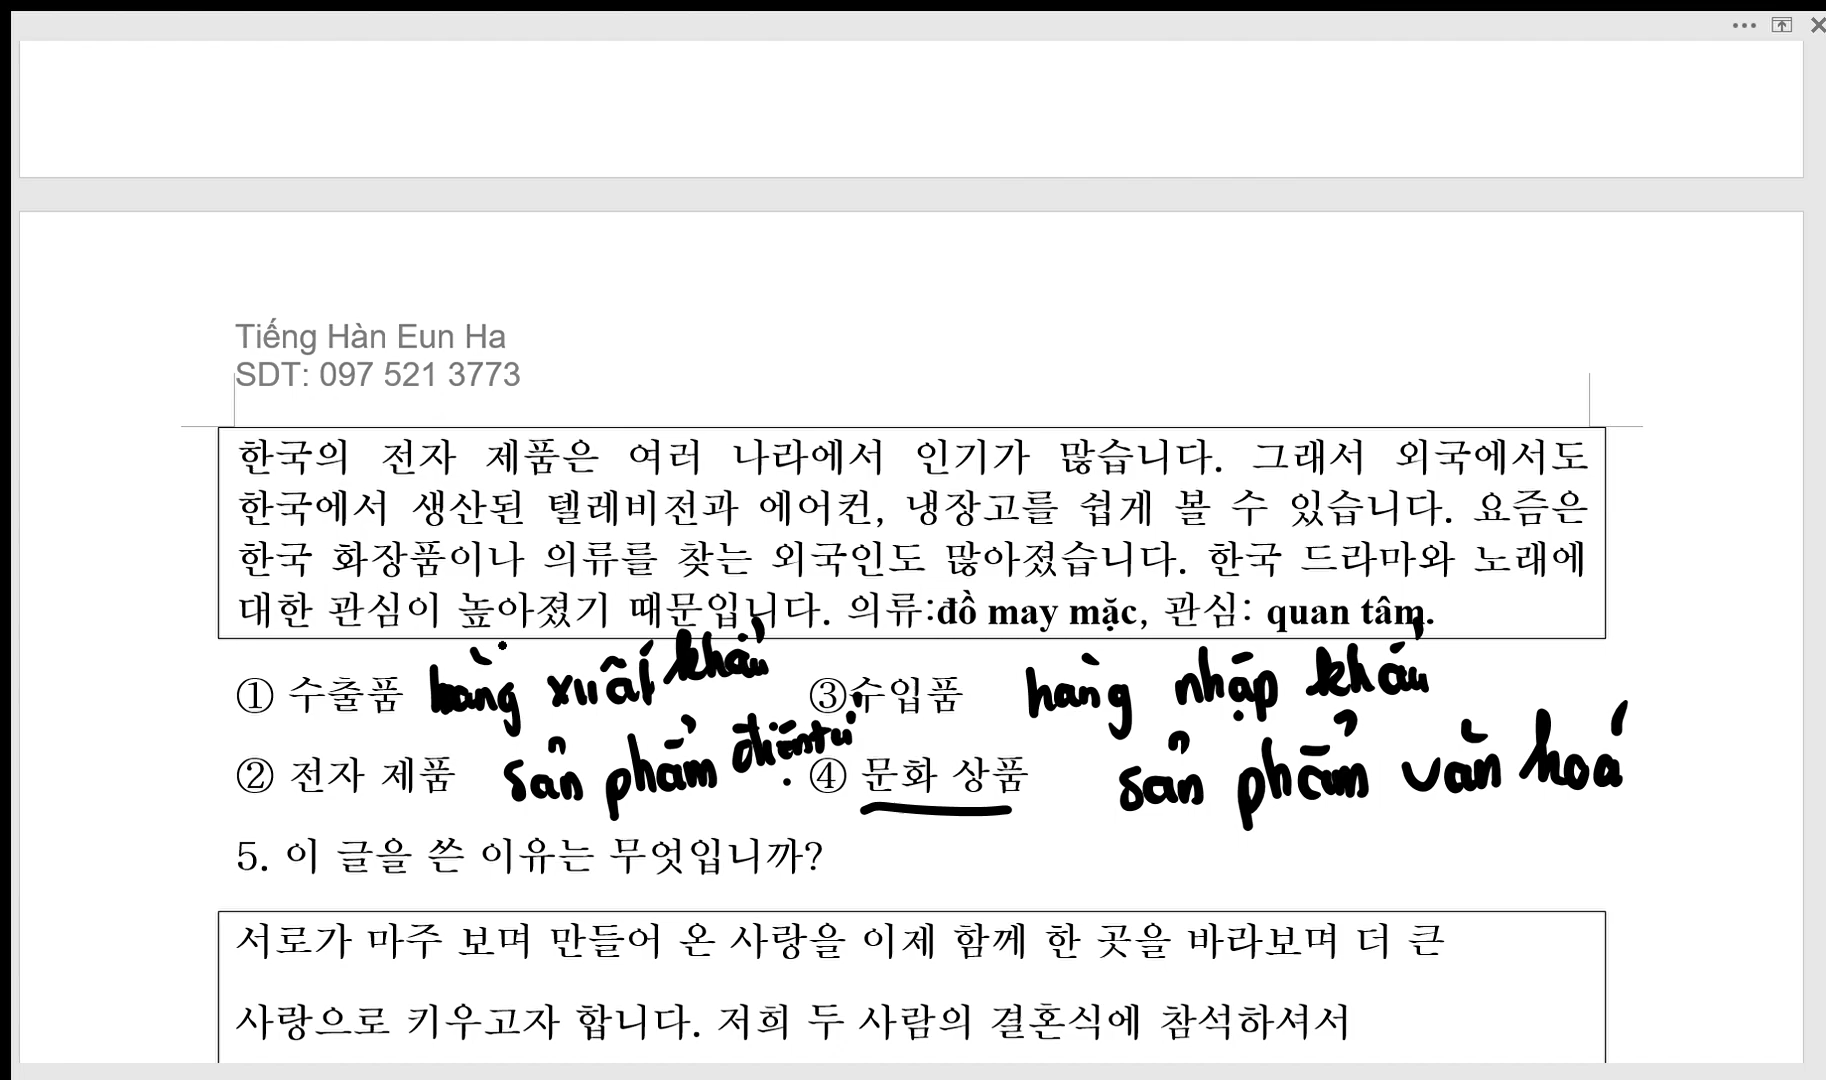 Tiếng Hàn Eun Ha
SDT: 097 521 3773
한국의 전자 제품은 여러 나라에서 인기가 많습니다. 그래서 외국에서도
한국에서 생산된 텔레비전과 에어컨, 냉장고를 쉽게 볼 수 있습니다. 요즘은
한국 화장품이나 의류를 찾는 외국인도 많아졌습니다. 한국 드라마와 노래에
대한 관심이 높아졌기 때문입니다. 의류:đồ may mặc, 관심: quan tâm.
① 수출품 hàng xuất khẩu ③수입품 hàng nhập khẩu
② 전자 제품 sản phẩm điện tử ④ 문화 상품 sản phẩm văn hoá
5. 이 글을 쓴 이유는 무엇입니까?
서로가 마주 보며 만들어 온 사랑을 이제 함께 한 곳을 바라보며 더 큰
사랑으로 키우고자 합니다. 저희 두 사람의 결혼식에 참석하셔서